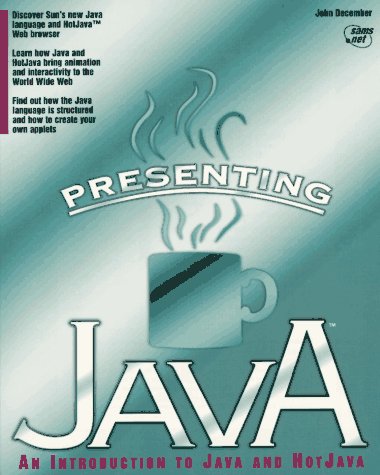 Discover Sun's new Java
language and HotJava™
Web browser
Learn how Java and
HotJava bring animation
and interactivity to the
World Wide Web
Find out how the Java
language is structured
and how to create your
own applets
John December
sams
.net
PRESENTING
JAVA™
AN INTRODUCTION TO JAVA AND HOTJAVA